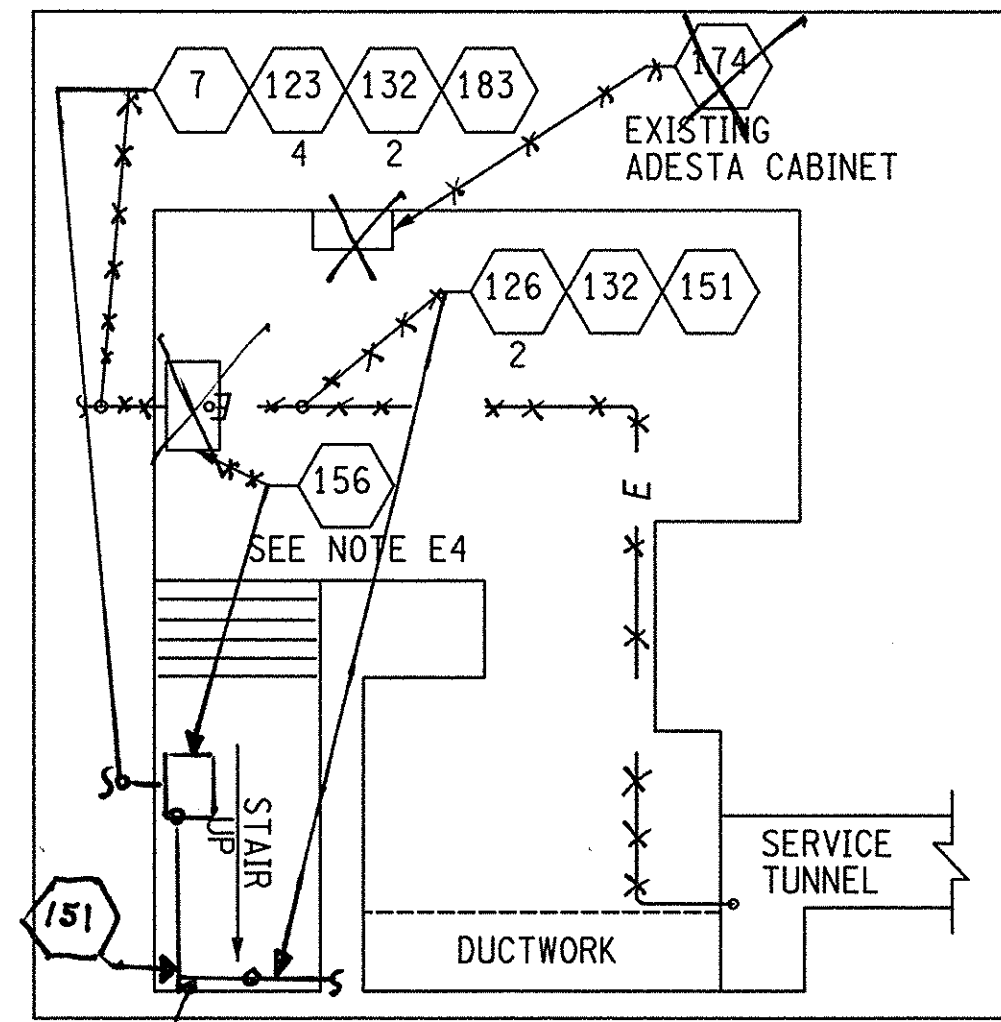 7 123 132 183
4 2
174
EXISTING
ADESTA CABINET
126 132 151
2
156
SEE NOTE E4
E
STAIR
UP
151
SERVICE
TUNNEL
DUCTWORK